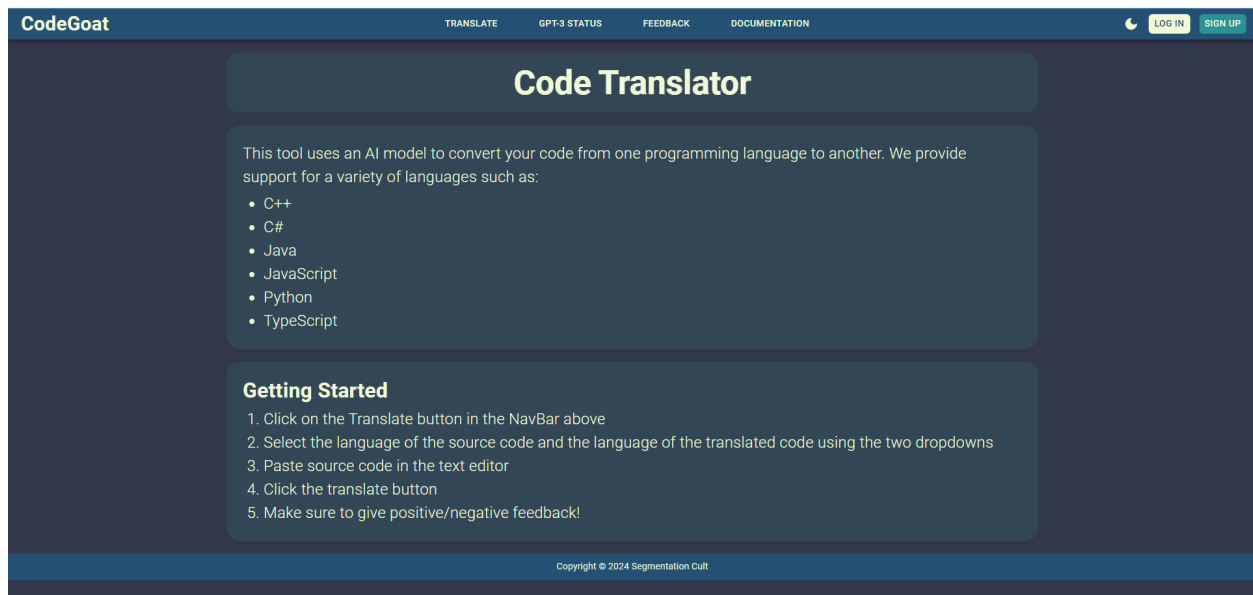 CodeGoat
TRANSLATE
GPT-3 STATUS
FEEDBACK
DOCUMENTATION
LOG IN
SIGN UP
Code Translator
This tool uses an AI model to convert your code from one programming language to another. We provide
support for a variety of languages such as:
• C++
• C#
• Java
• JavaScript
• Python
• TypeScript
Getting Started
1. Click on the Translate button in the NavBar above
2. Select the language of the source code and the language of the translated code using the two dropdowns
3. Paste source code in the text editor
4. Click the translate button
5. Make sure to give positive/negative feedback!
Copyright © 2024 Segmentation Cult